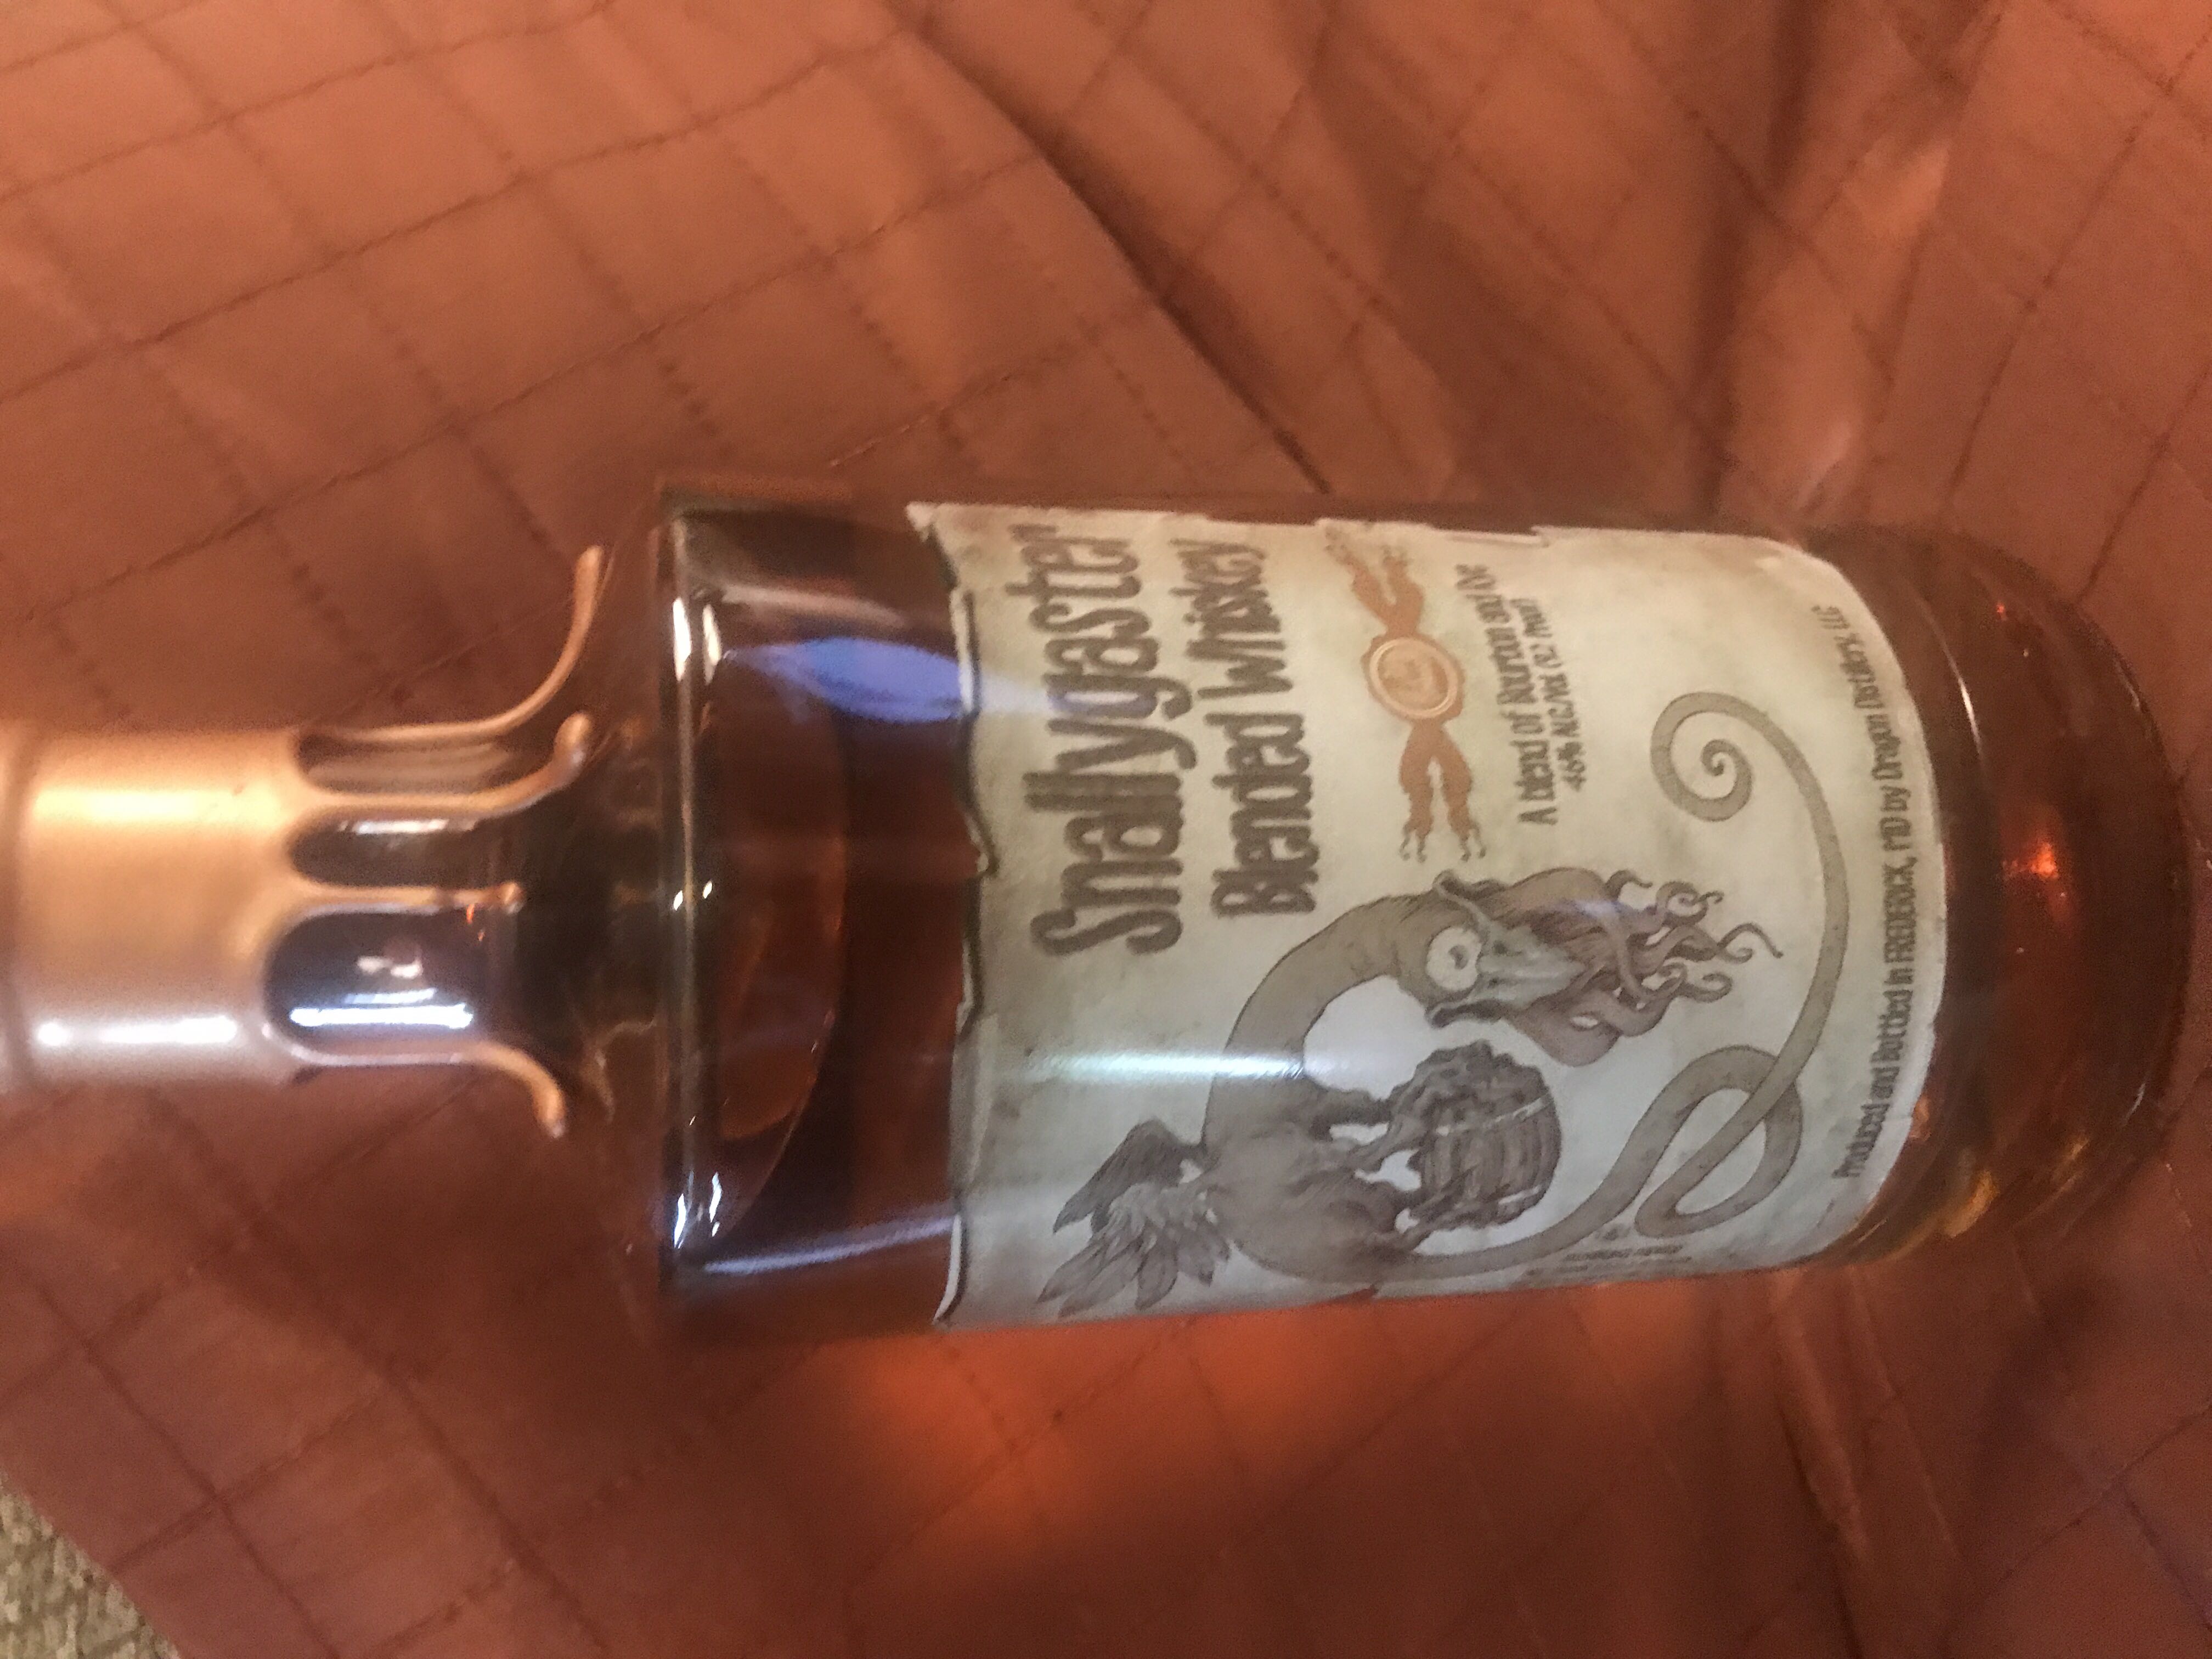 Snallygaster
Blended Whiskey
A blend of Bourbon and Rye
46% ALC/Vol (92 Proof)
Produced and Bottled in FREDERICK, MD by Dragon Distillery, LLC